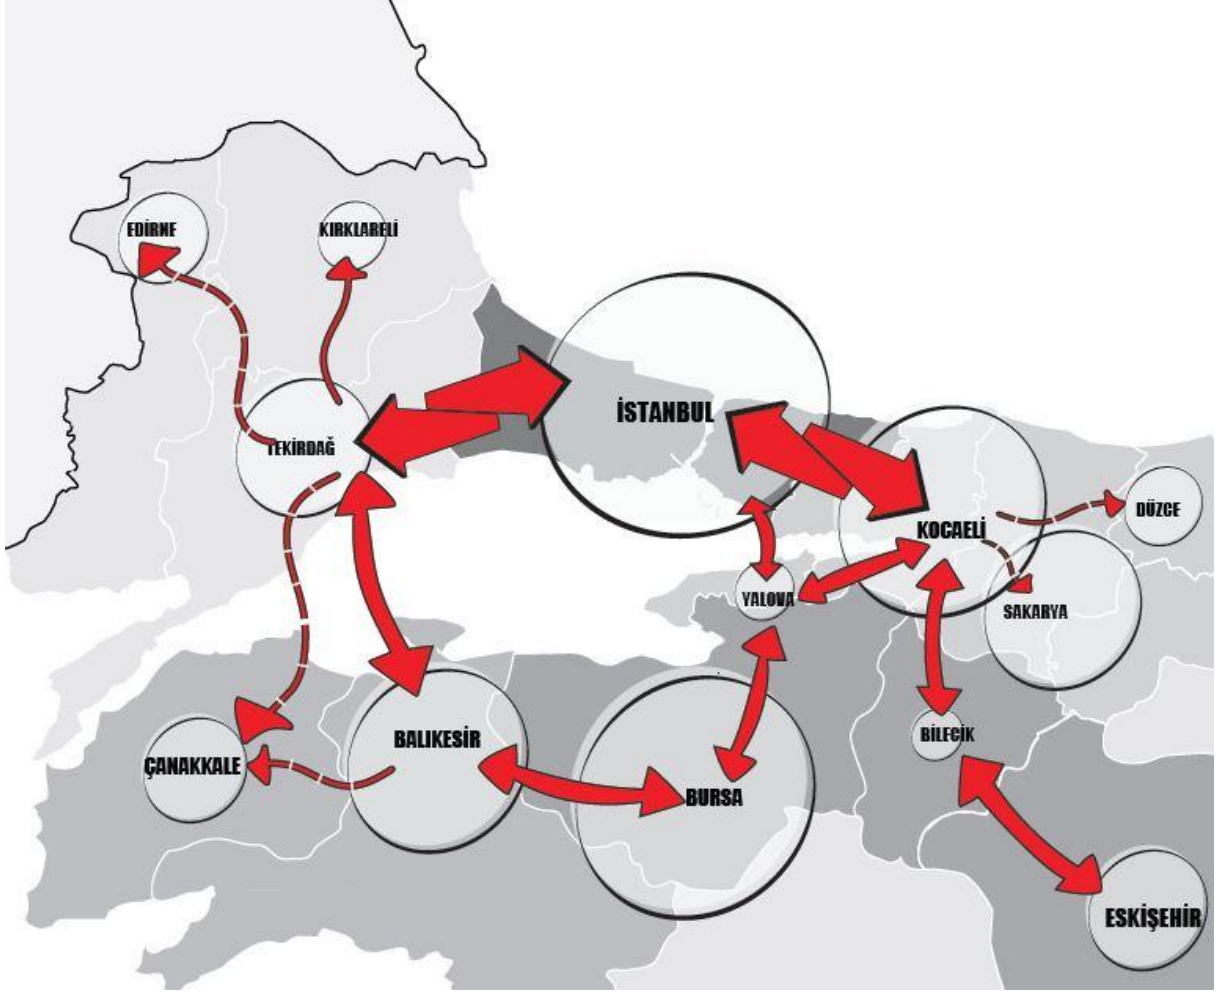 EDİRNE
KIRKLARELİ
İSTANBUL
TEKİRDAĞ
KOCAELİ
DÜZCE
YALOVA
SAKARYA
BALIKESİR
BİLECİK
ÇANAKKALE
BURSA
ESKİŞEHİR